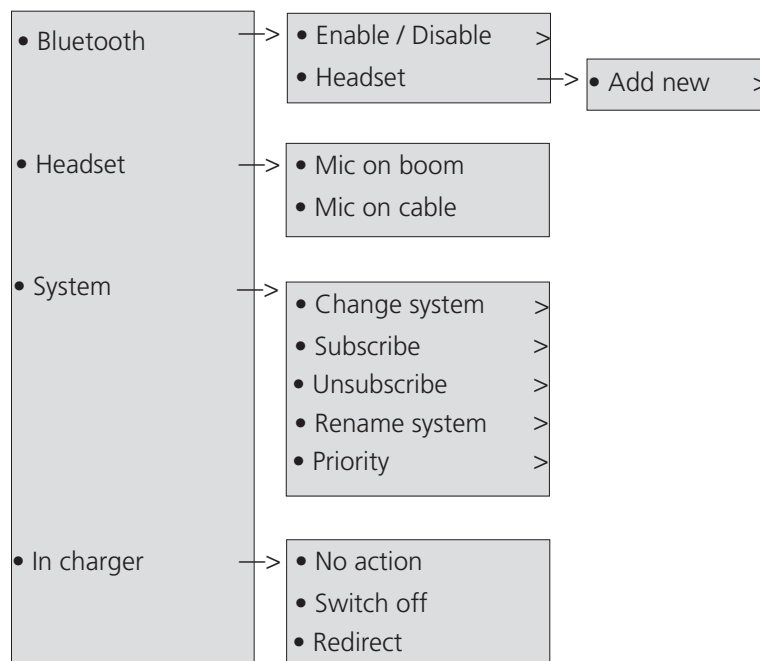 • Bluetooth
• Enable / Disable >
• Headset
• Add new >
• Headset
• Mic on boom
• Mic on cable
• System
• Change system >
• Subscribe >
• Unsubscribe >
• Rename system >
• Priority >
• In charger
• No action
• Switch off
• Redirect